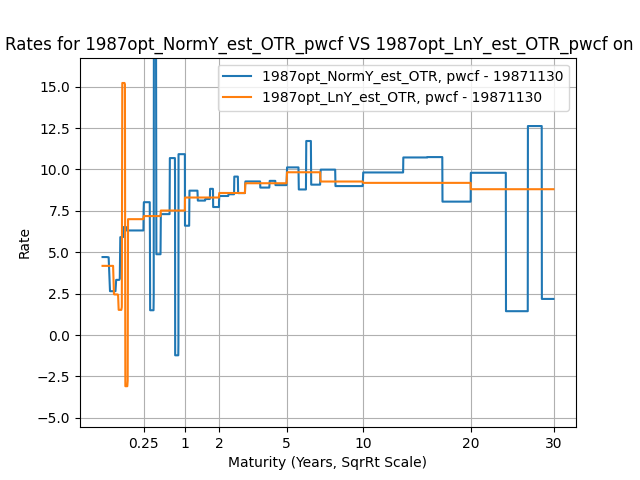 Rates for 1987opt_NormY_est_OTR_pwcf VS 1987opt_LnY_est_OTR_pwcf on
1987opt_NormY_est_OTR, pwcf - 19871130
1987opt_LnY_est_OTR, pwcf - 19871130
15.0
12.5
10.0
7.5
5.0
2.5
0.0
−2.5
−5.0
Rate
0.25 1 2 5 10 20 30
Maturity (Years, SqrRt Scale)